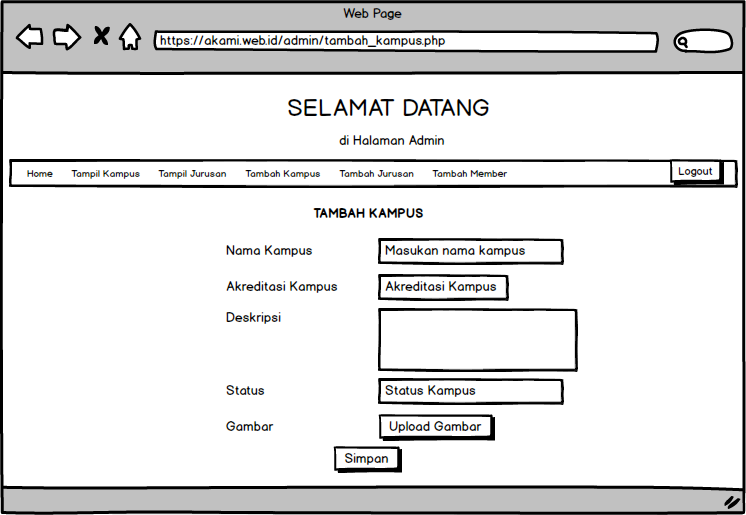 Web Page
https://akami.web.id/admin/tambah_kampus.php
SELAMAT DATANG
di Halaman Admin
Home Tampil Kampus Tampil Jurusan Tambah Kampus Tambah Jurusan Tambah Member Logout
TAMBAH KAMPUS
Nama Kampus Masukan nama kampus
Akreditasi Kampus Akreditasi Kampus
Deskripsi
Status Status Kampus
Gambar Upload Gambar
Simpan